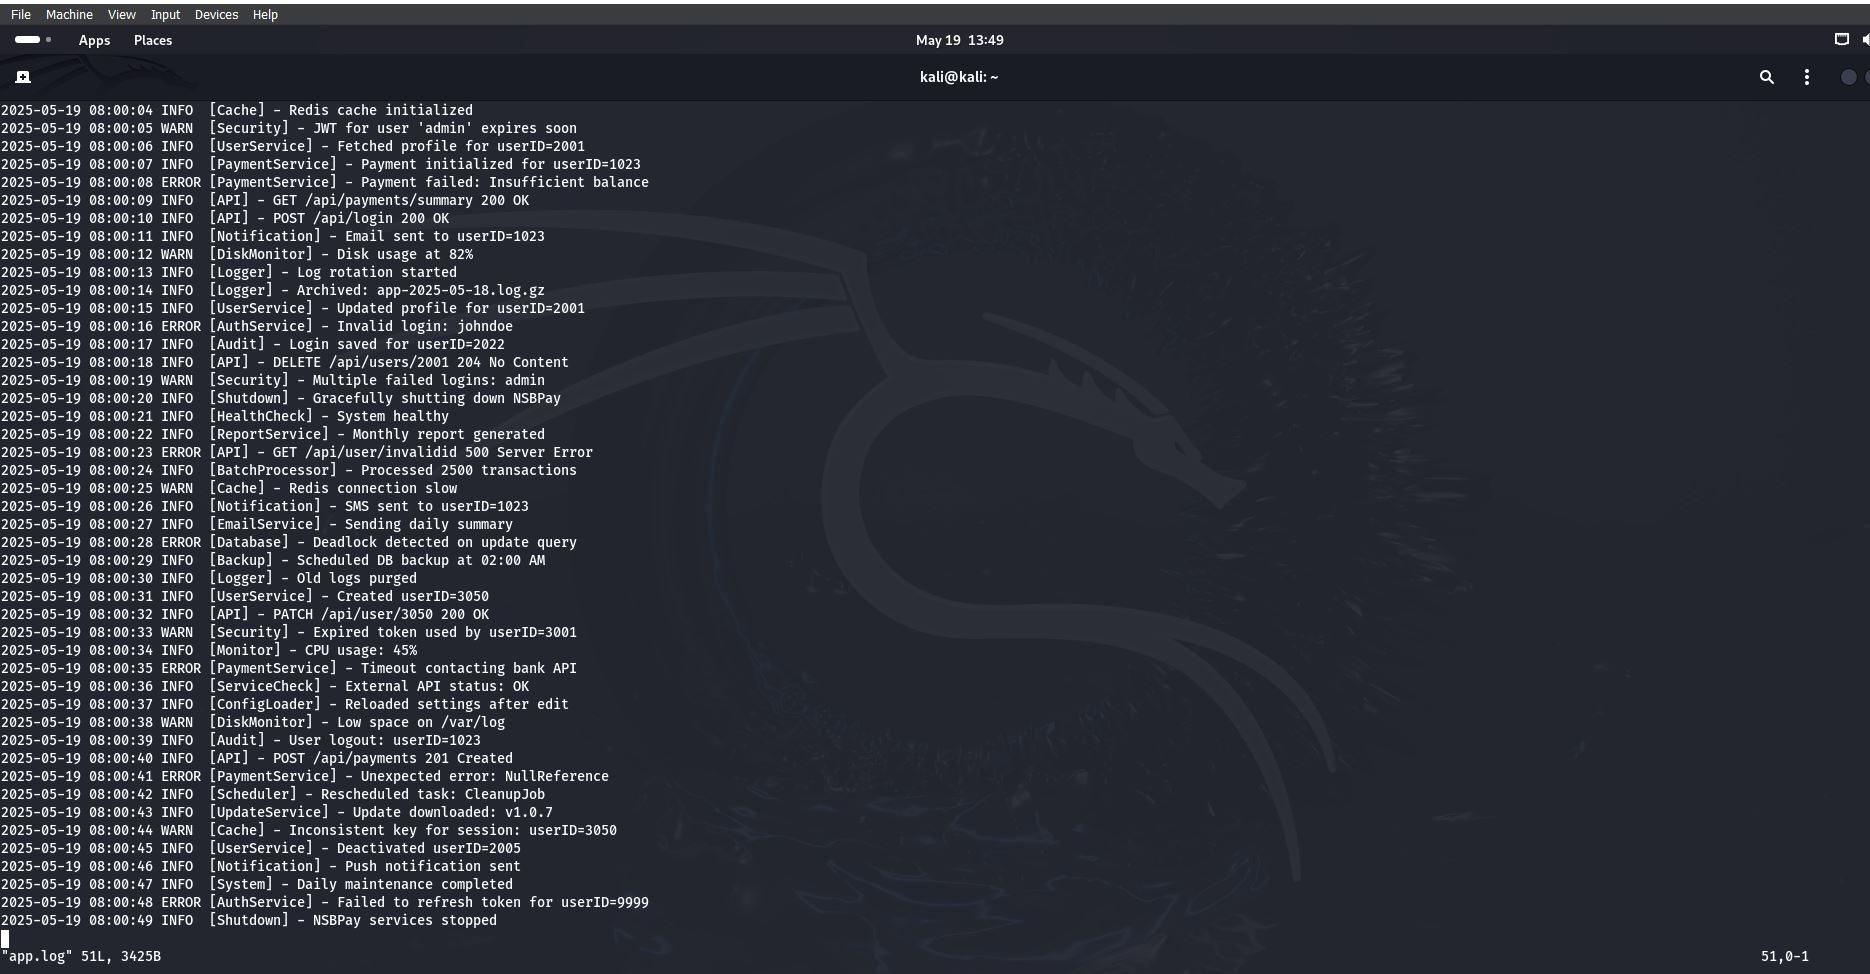 File Machine View Input Devices Help
Apps Places May 19 13:49
kali@kali: ~
2025-05-19 08:00:04 INFO  [Cache] - Redis cache initialized
2025-05-19 08:00:05 WARN  [Security] - JWT for user 'admin' expires soon
2025-05-19 08:00:06 INFO  [UserService] - Fetched profile for userID=2001
2025-05-19 08:00:07 INFO  [PaymentService] - Payment initialized for userID=1023
2025-05-19 08:00:08 ERROR [PaymentService] - Payment failed: Insufficient balance
2025-05-19 08:00:09 INFO  [API] - GET /api/payments/summary 200 OK
2025-05-19 08:00:10 INFO  [API] - POST /api/login 200 OK
2025-05-19 08:00:11 INFO  [Notification] - Email sent to userID=1023
2025-05-19 08:00:12 WARN  [DiskMonitor] - Disk usage at 82%
2025-05-19 08:00:13 INFO  [Logger] - Log rotation started
2025-05-19 08:00:14 INFO  [Logger] - Archived: app-2025-05-18.log.gz
2025-05-19 08:00:15 INFO  [UserService] - Updated profile for userID=2001
2025-05-19 08:00:16 ERROR [AuthService] - Invalid login: johndoe
2025-05-19 08:00:17 INFO  [Audit] - Login saved for userID=2022
2025-05-19 08:00:18 INFO  [API] - DELETE /api/users/2001 204 No Content
2025-05-19 08:00:19 WARN  [Security] - Multiple failed logins: admin
2025-05-19 08:00:20 INFO  [Shutdown] - Gracefully shutting down NSBPay
2025-05-19 08:00:21 INFO  [HealthCheck] - System healthy
2025-05-19 08:00:22 INFO  [ReportService] - Monthly report generated
2025-05-19 08:00:23 ERROR [API] - GET /api/user/invalidid 500 Server Error
2025-05-19 08:00:24 INFO  [BatchProcessor] - Processed 2500 transactions
2025-05-19 08:00:25 WARN  [Cache] - Redis connection slow
2025-05-19 08:00:26 INFO  [Notification] - SMS sent to userID=1023
2025-05-19 08:00:27 INFO  [EmailService] - Sending daily summary
2025-05-19 08:00:28 ERROR [Database] - Deadlock detected on update query
2025-05-19 08:00:29 INFO  [Backup] - Scheduled DB backup at 02:00 AM
2025-05-19 08:00:30 INFO  [Logger] - Old logs purged
2025-05-19 08:00:31 INFO  [UserService] - Created userID=3050
2025-05-19 08:00:32 INFO  [API] - PATCH /api/user/3050 200 OK
2025-05-19 08:00:33 WARN  [Security] - Expired token used by userID=3001
2025-05-19 08:00:34 INFO  [Monitor] - CPU usage: 45%
2025-05-19 08:00:35 ERROR [PaymentService] - Timeout contacting bank API
2025-05-19 08:00:36 INFO  [ServiceCheck] - External API status: OK
2025-05-19 08:00:37 INFO  [ConfigLoader] - Reloaded settings after edit
2025-05-19 08:00:38 WARN  [DiskMonitor] - Low space on /var/log
2025-05-19 08:00:39 INFO  [Audit] - User logout: userID=1023
2025-05-19 08:00:40 INFO  [API] - POST /api/payments 201 Created
2025-05-19 08:00:41 ERROR [PaymentService] - Unexpected error: NullReference
2025-05-19 08:00:42 INFO  [Scheduler] - Rescheduled task: CleanupJob
2025-05-19 08:00:43 INFO  [UpdateService] - Update downloaded: v1.0.7
2025-05-19 08:00:44 WARN  [Cache] - Inconsistent key for session: userID=3050
2025-05-19 08:00:45 INFO  [UserService] - Deactivated userID=2005
2025-05-19 08:00:46 INFO  [Notification] - Push notification sent
2025-05-19 08:00:47 INFO  [System] - Daily maintenance completed
2025-05-19 08:00:48 ERROR [AuthService] - Failed to refresh token for userID=9999
2025-05-19 08:00:49 INFO  [Shutdown] - NSBPay services stopped
"app.log" 51L, 3425B 51,0-1